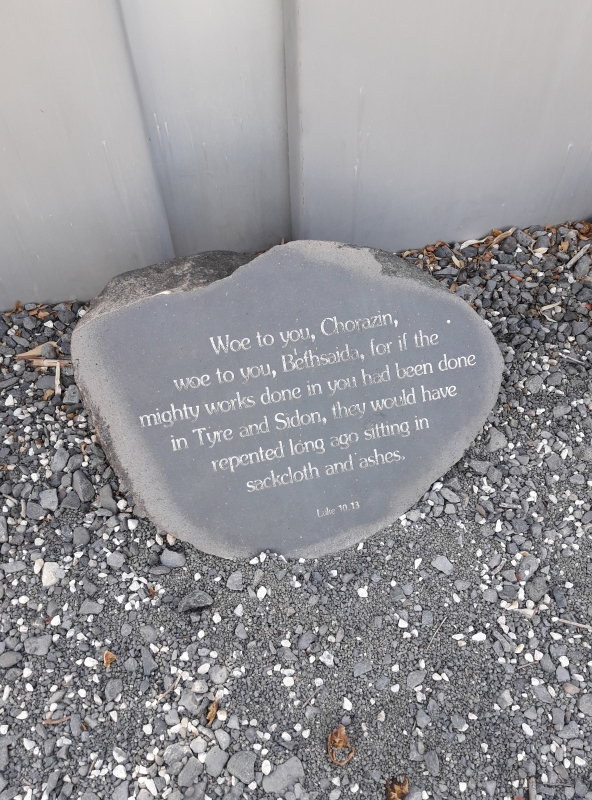 Woe to you, Chorazin,
woe to you, Bethsaida, for if the
mighty works done in you had been done
in Tyre and Sidon, they would have
repented long ago sitting in
sackcloth and ashes.
Luke 10.13